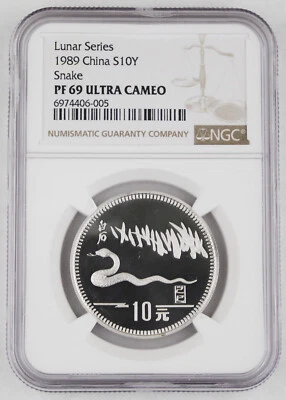 Lunar Series
1989 China S10Y
Snake
PF 69 ULTRA CAMEO
6974406-005
NUMISMATIC GUARANTY COMPANY
NGC
10元